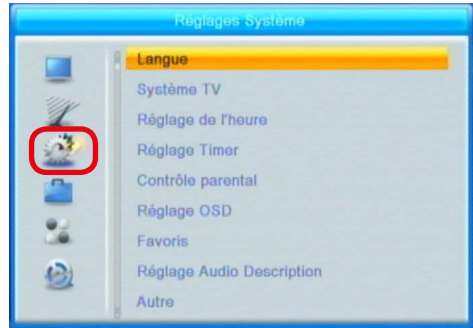 Réglages Système
Langue
Système TV
Réglage de l'heure
Réglage Timer
Contrôle parental
Réglage OSD
Favoris
Réglage Audio Description
Autre